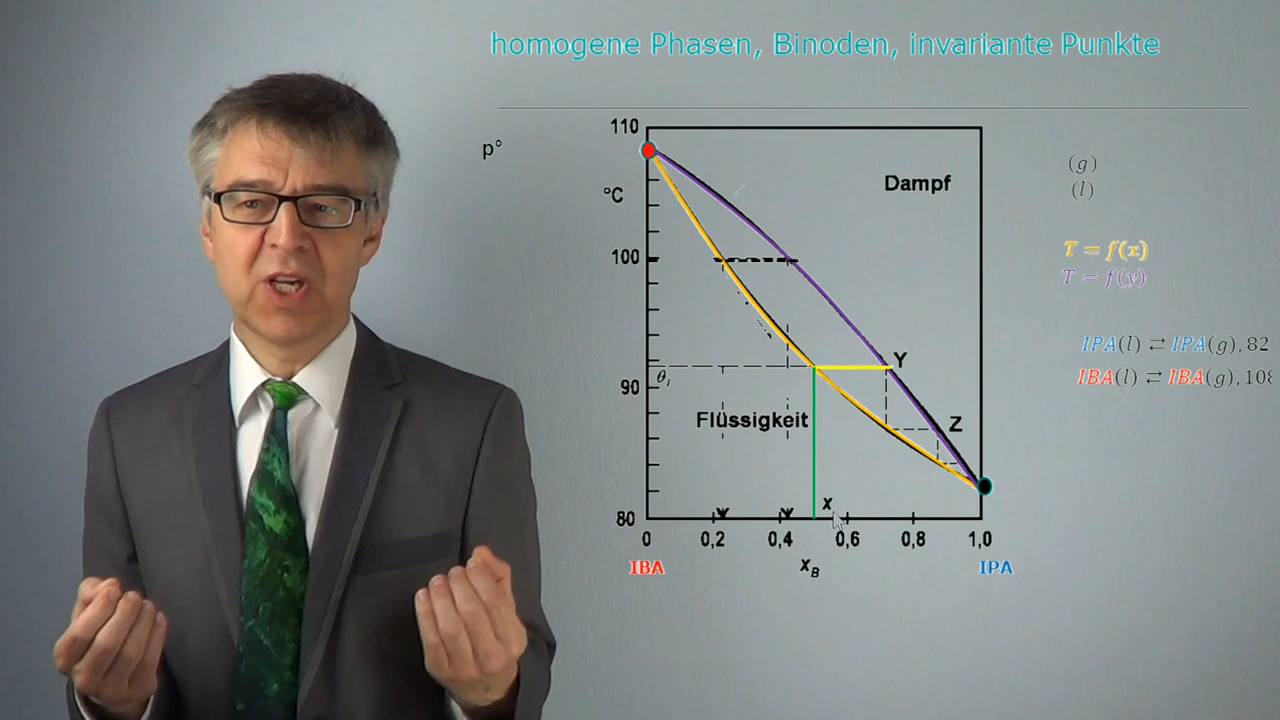 homogene Phasen, Binoden, invariante Punkte
p°
110
°C
100
90
80
Dampf
Flüssigkeit
θᵢ
Y
Z
x
0 0,2 0,4 0,6 0,8 1,0
IBA x_B IPA
(g)
(l)
T = f(x)
T = f(y)
IPA(l) ⇄ IPA(g), 82
IBA(l) ⇄ IBA(g), 108